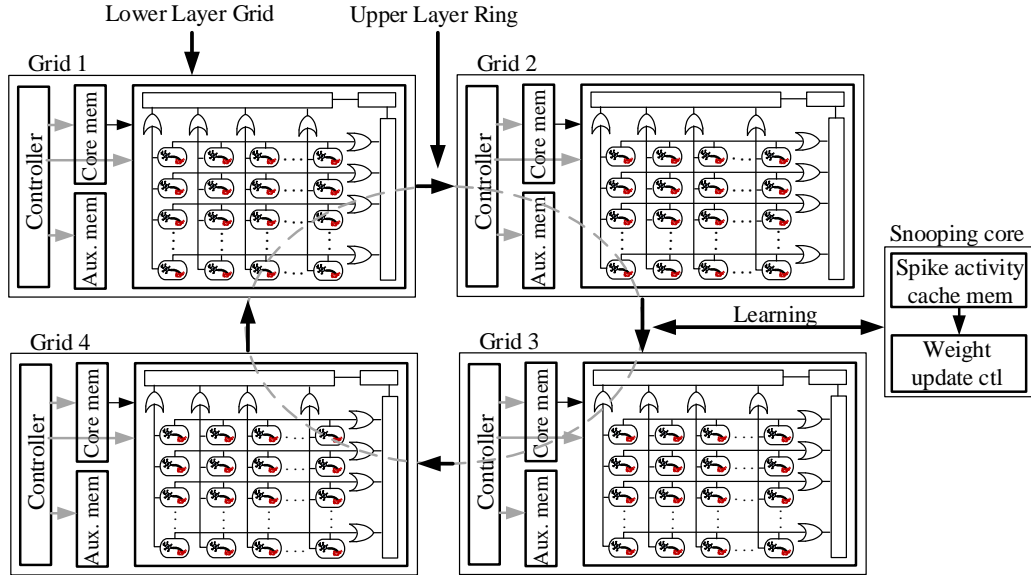 Lower Layer Grid
Upper Layer Ring
Grid 1
Controller
Core mem
Aux. mem
Grid 2
Controller
Core mem
Aux. mem
Snooping core
Spike activity
cache mem
Learning
Weight
update ctl
Grid 4
Controller
Core mem
Aux. mem
Grid 3
Controller
Core mem
Aux. mem